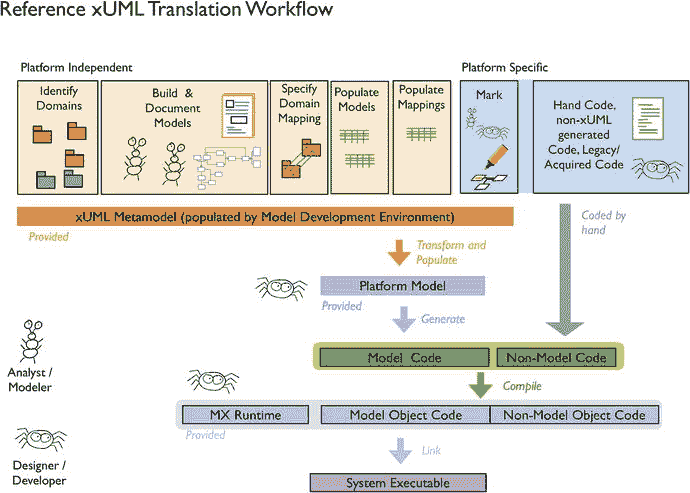 Reference xUML Translation Workflow
Platform Independent
Platform Specific
Identify
Domains
Build &
Document
Models
Specify
Domain
Mapping
Populate
Models
Populate
Mappings
Mark
Hand Code,
non-xUML
generated
Code, Legacy/
Acquired Code
xUML Metamodel (populated by Model Development Environment)
Provided
Coded by
hand
Transform and
Populate
Platform Model
Provided
Generate
Model Code
Non-Model Code
Analyst /
Modeler
Compile
MX Runtime
Model Object Code
Non-Model Object Code
Provided
Link
Designer /
Developer
System Executable